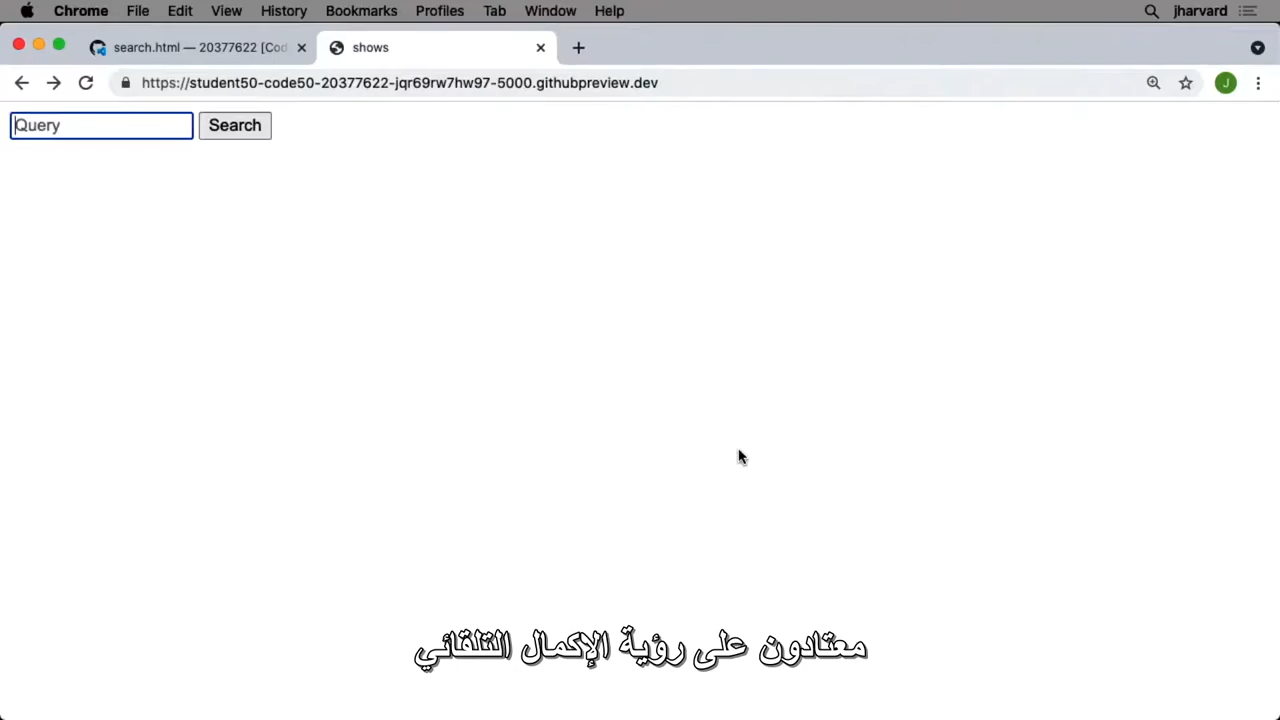 Chrome File Edit View History Bookmarks Profiles Tab Window Help jharvard
search.html — 20377622 [Cod shows
https://student50-code50-20377622-jqr69rw7hw97-5000.githubpreview.dev J
Query Search
معتادون على رؤية الإكمال التلقائي